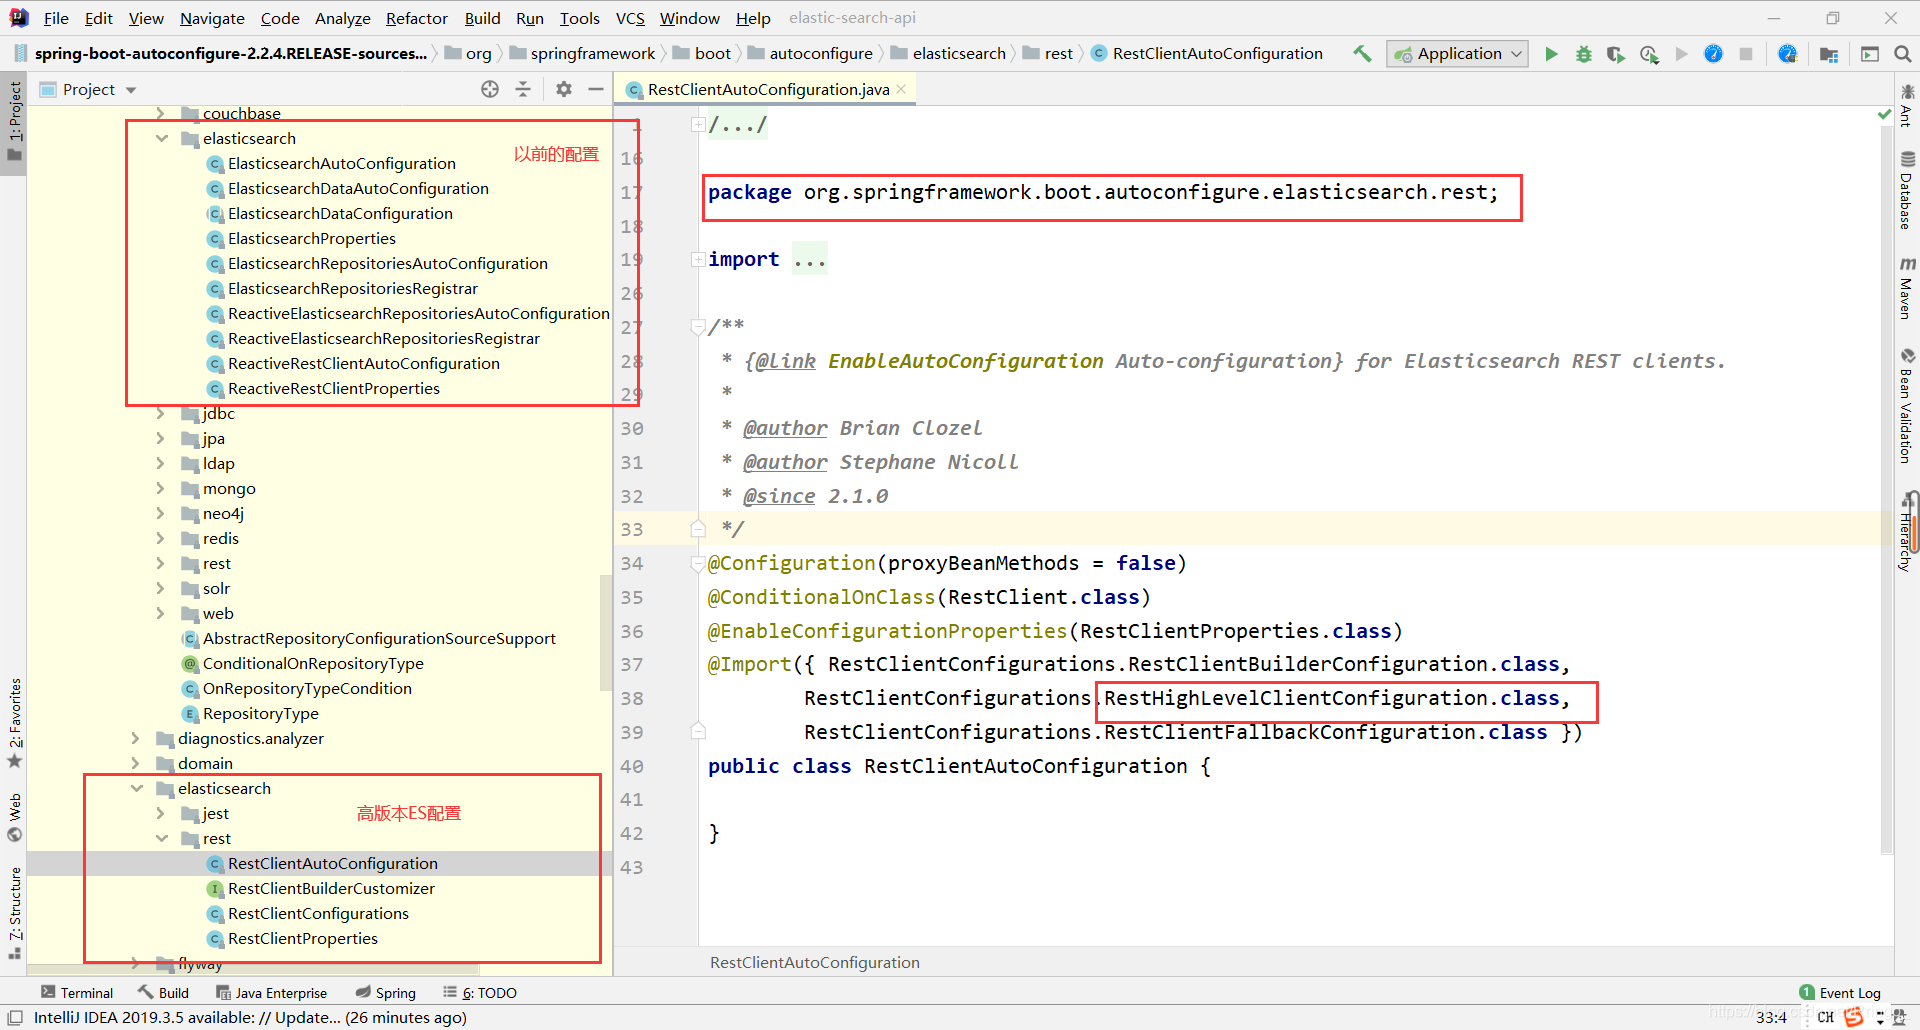 File Edit View Navigate Code Analyze Refactor Build Run Tools VCS Window Help elastic-search-api
spring-boot-autoconfigure-2.2.4.RELEASE-sources... org springframework boot autoconfigure elasticsearch rest RestClientAutoConfiguration Application
Project
RestClientAutoConfiguration.java
1: Project
2: Favorites
Web
7: Structure
couchbase
elasticsearch
以前的配置
ElasticsearchAutoConfiguration
ElasticsearchDataAutoConfiguration
ElasticsearchDataConfiguration
ElasticsearchProperties
ElasticsearchRepositoriesAutoConfiguration
ElasticsearchRepositoriesRegistrar
ReactiveElasticsearchRepositoriesAutoConfiguration
ReactiveElasticsearchRepositoriesRegistrar
ReactiveRestClientAutoConfiguration
ReactiveRestClientProperties
jdbc
jpa
ldap
mongo
neo4j
redis
rest
solr
web
AbstractRepositoryConfigurationSourceSupport
ConditionalOnRepositoryType
OnRepositoryTypeCondition
RepositoryType
diagnostics.analyzer
domain
elasticsearch
jest
高版本ES配置
rest
RestClientAutoConfiguration
RestClientBuilderCustomizer
RestClientConfigurations
RestClientProperties
flyway
1 /.../
16
17 package org.springframework.boot.autoconfigure.elasticsearch.rest;
18
19 import ...
26
27 /**
28 * {@link EnableAutoConfiguration Auto-configuration} for Elasticsearch REST clients.
29 *
30 * @author Brian Clozel
31 * @author Stephane Nicoll
32 * @since 2.1.0
33 */
34 @Configuration(proxyBeanMethods = false)
35 @ConditionalOnClass(RestClient.class)
36 @EnableConfigurationProperties(RestClientProperties.class)
37 @Import({ RestClientConfigurations.RestClientBuilderConfiguration.class,
38 RestClientConfigurations.RestHighLevelClientConfiguration.class,
39 RestClientConfigurations.RestClientFallbackConfiguration.class })
40 public class RestClientAutoConfiguration {
41
42 }
43
RestClientAutoConfiguration
Ant
Database
Maven
Bean Validation
Hierarchy
Terminal Build Java Enterprise Spring 6: TODO 1 Event Log
IntelliJ IDEA 2019.3.5 available: // Update... (26 minutes ago) 33:4 CH